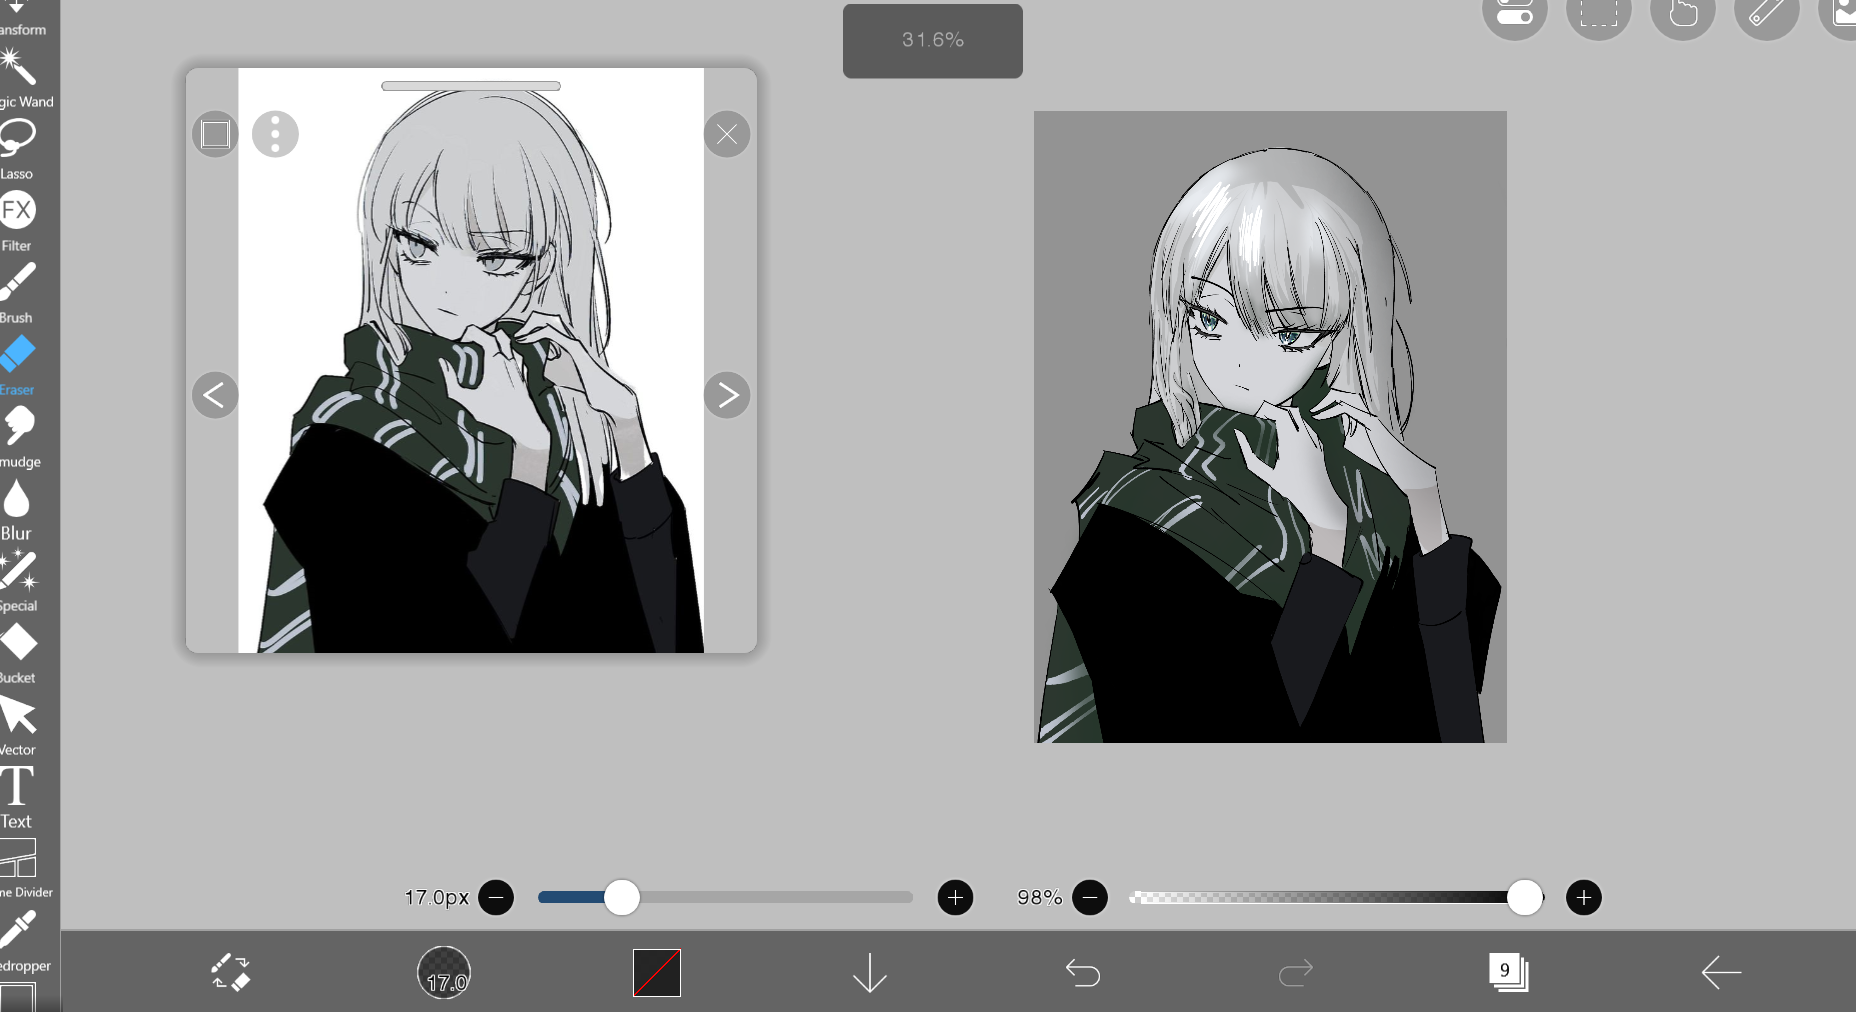 ansform
gic Wand
Lasso
FX
Filter
Brush
Eraser
mudge
Blur
Special
Bucket
Vector
T
Text
me Divider
edropper
31.6%
17.0px
98%
17.0
9